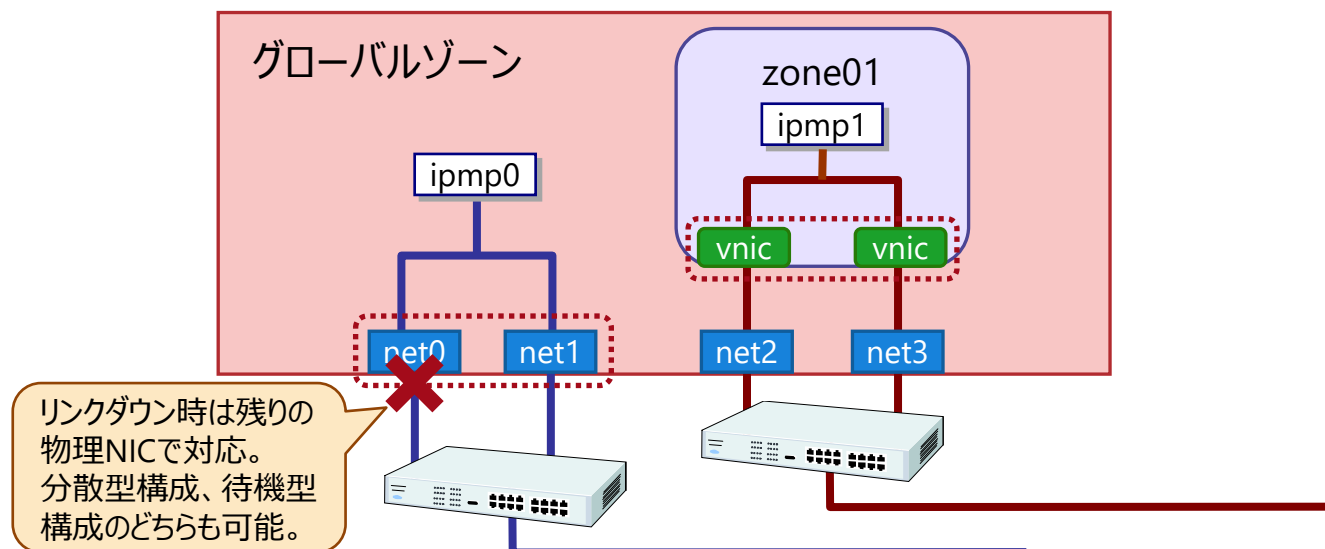 グローバルゾーン
zone01
ipmp1
ipmp0
vnic
vnic
net0
net1
net2
net3
リンクダウン時は残りの
物理NICで対応。
分散型構成、待機型
構成のどちらも可能。